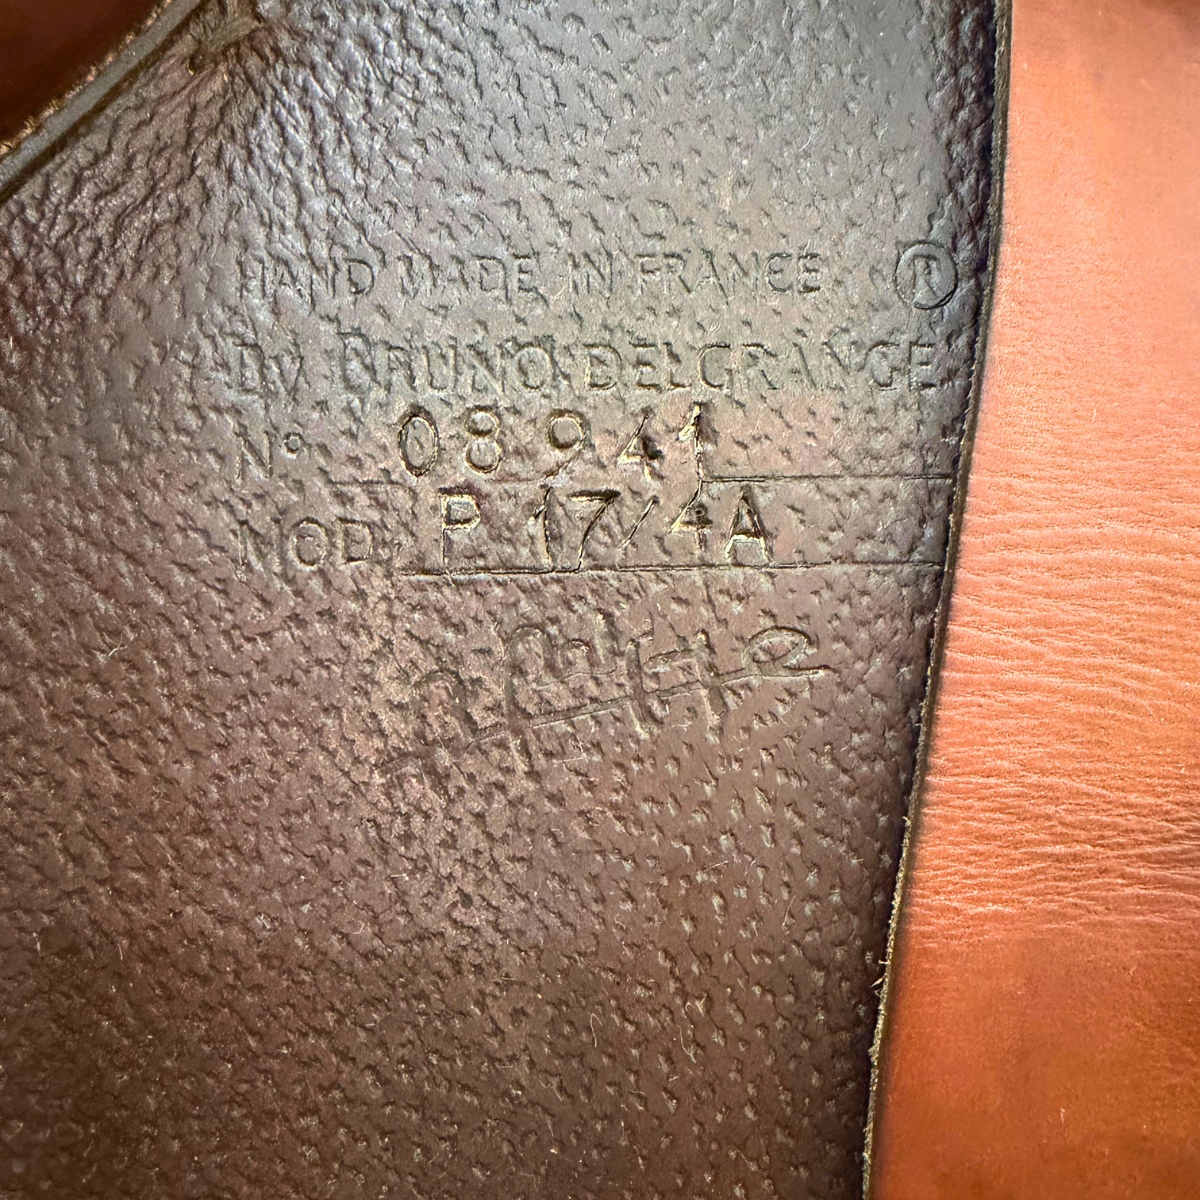 HAND MADE IN FRANCE ®
By BRUNO DELGRANGE
N° 08941
MOD. P 17/4A